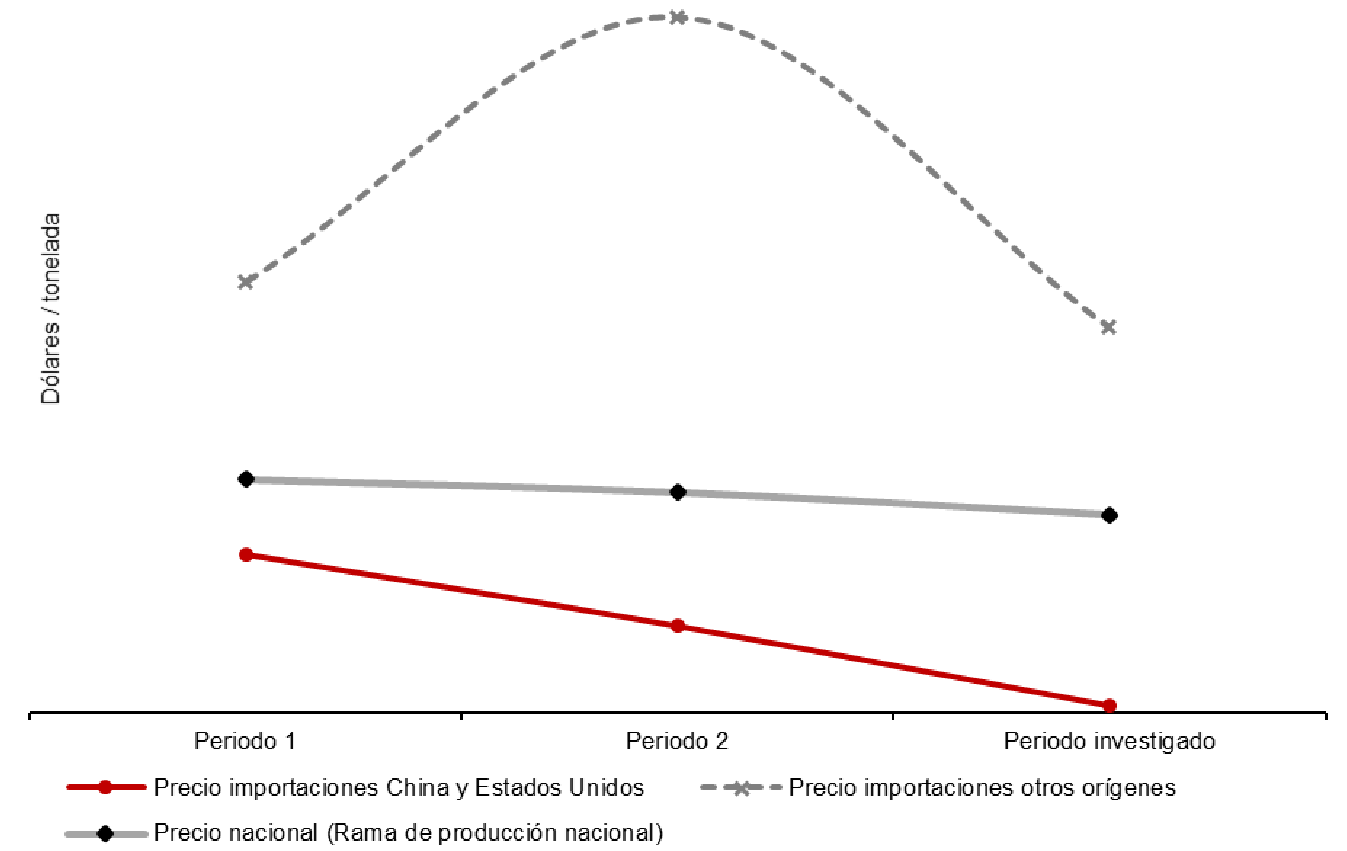 Dólares / tonelada
Periodo 1
Periodo 2
Periodo investigado
Precio importaciones China y Estados Unidos
Precio importaciones otros orígenes
Precio nacional (Rama de producción nacional)